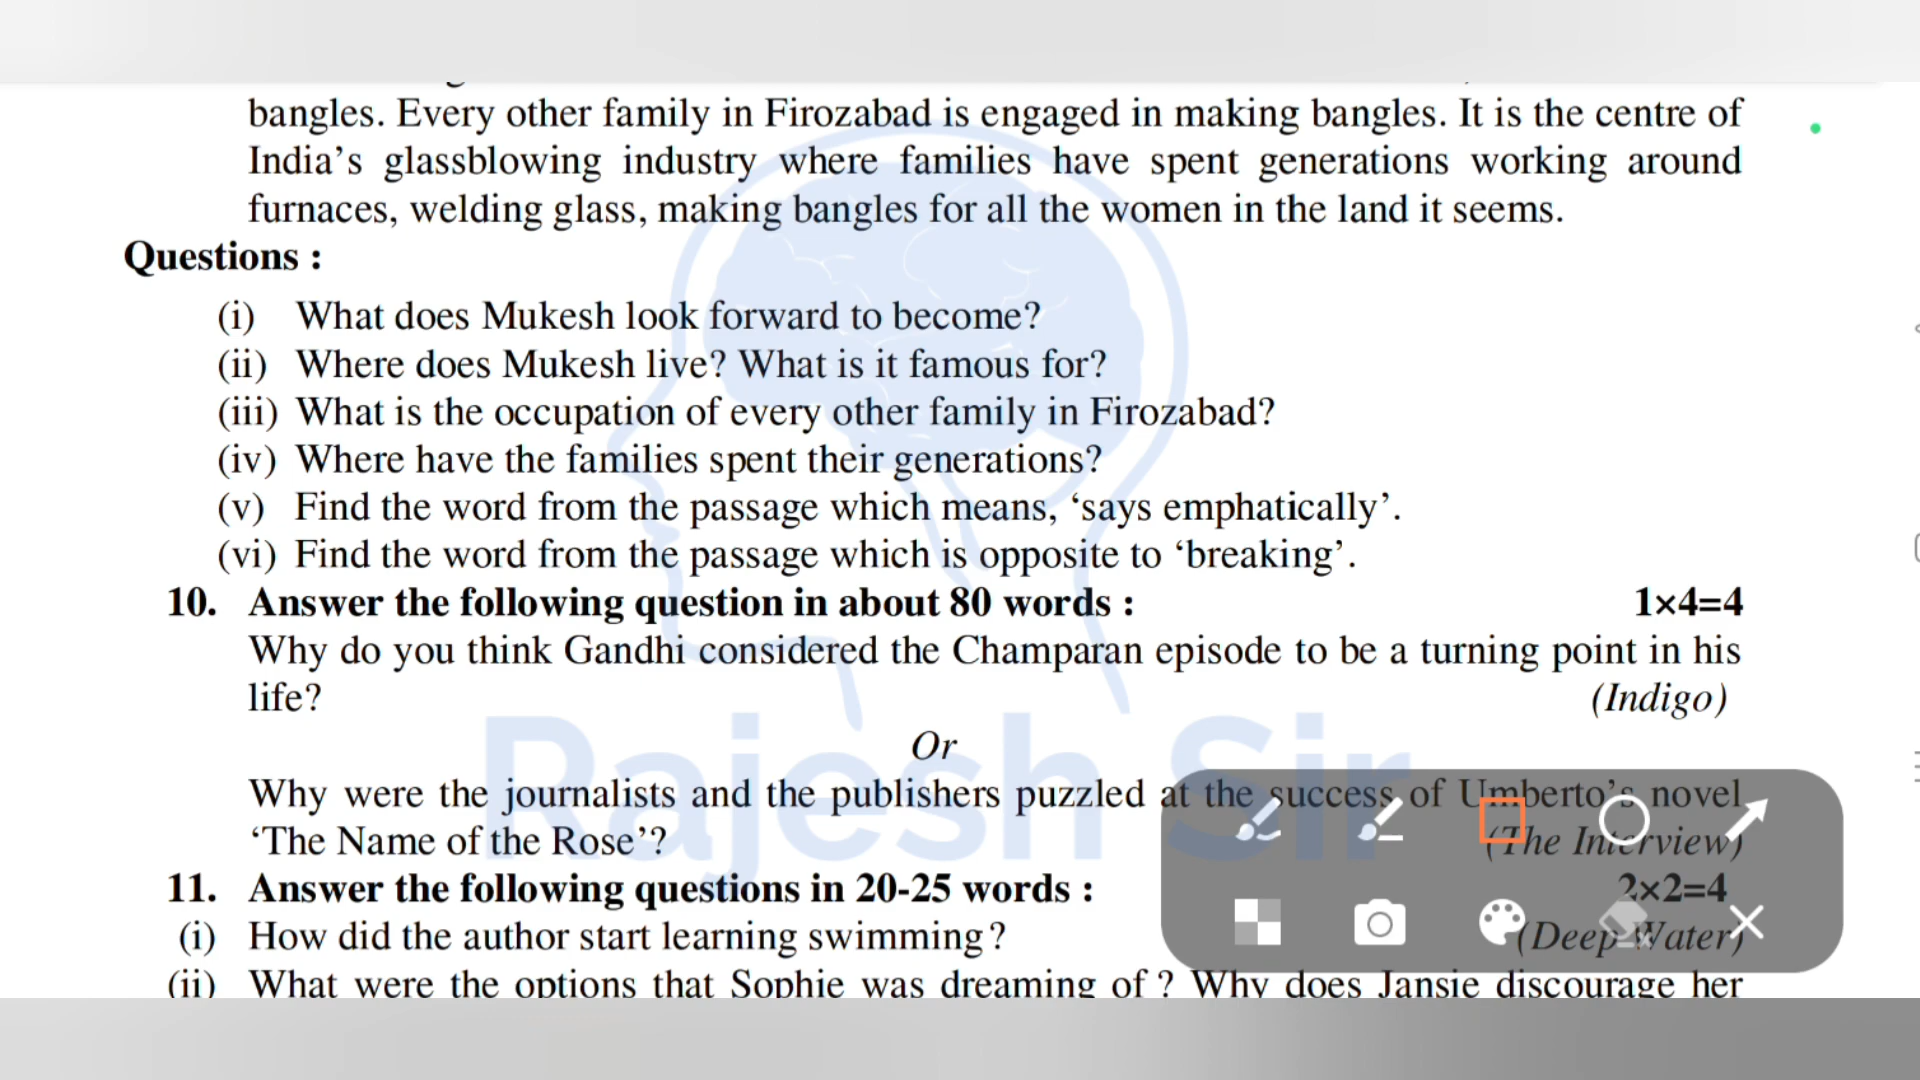 bangles. Every other family in Firozabad is engaged in making bangles. It is the centre of
India's glassblowing industry where families have spent generations working around
furnaces, welding glass, making bangles for all the women in the land it seems.
Questions :
(i) What does Mukesh look forward to become?
(ii) Where does Mukesh live? What is it famous for?
(iii) What is the occupation of every other family in Firozabad?
(iv) Where have the families spent their generations?
(v) Find the word from the passage which means, ‘says emphatically’.
(vi) Find the word from the passage which is opposite to ‘breaking’.
10. Answer the following question in about 80 words : 1×4=4
Why do you think Gandhi considered the Champaran episode to be a turning point in his
life? (Indigo)
Or
Why were the journalists and the publishers puzzled at the success of Umberto's novel
‘The Name of the Rose’? (The Interview)
11. Answer the following questions in 20-25 words : 2×2=4
(i) How did the author start learning swimming? (Deep Water)
(ii) What were the options that Sophie was dreaming of ? Why does Jansie discourage her
Rajesh Sir